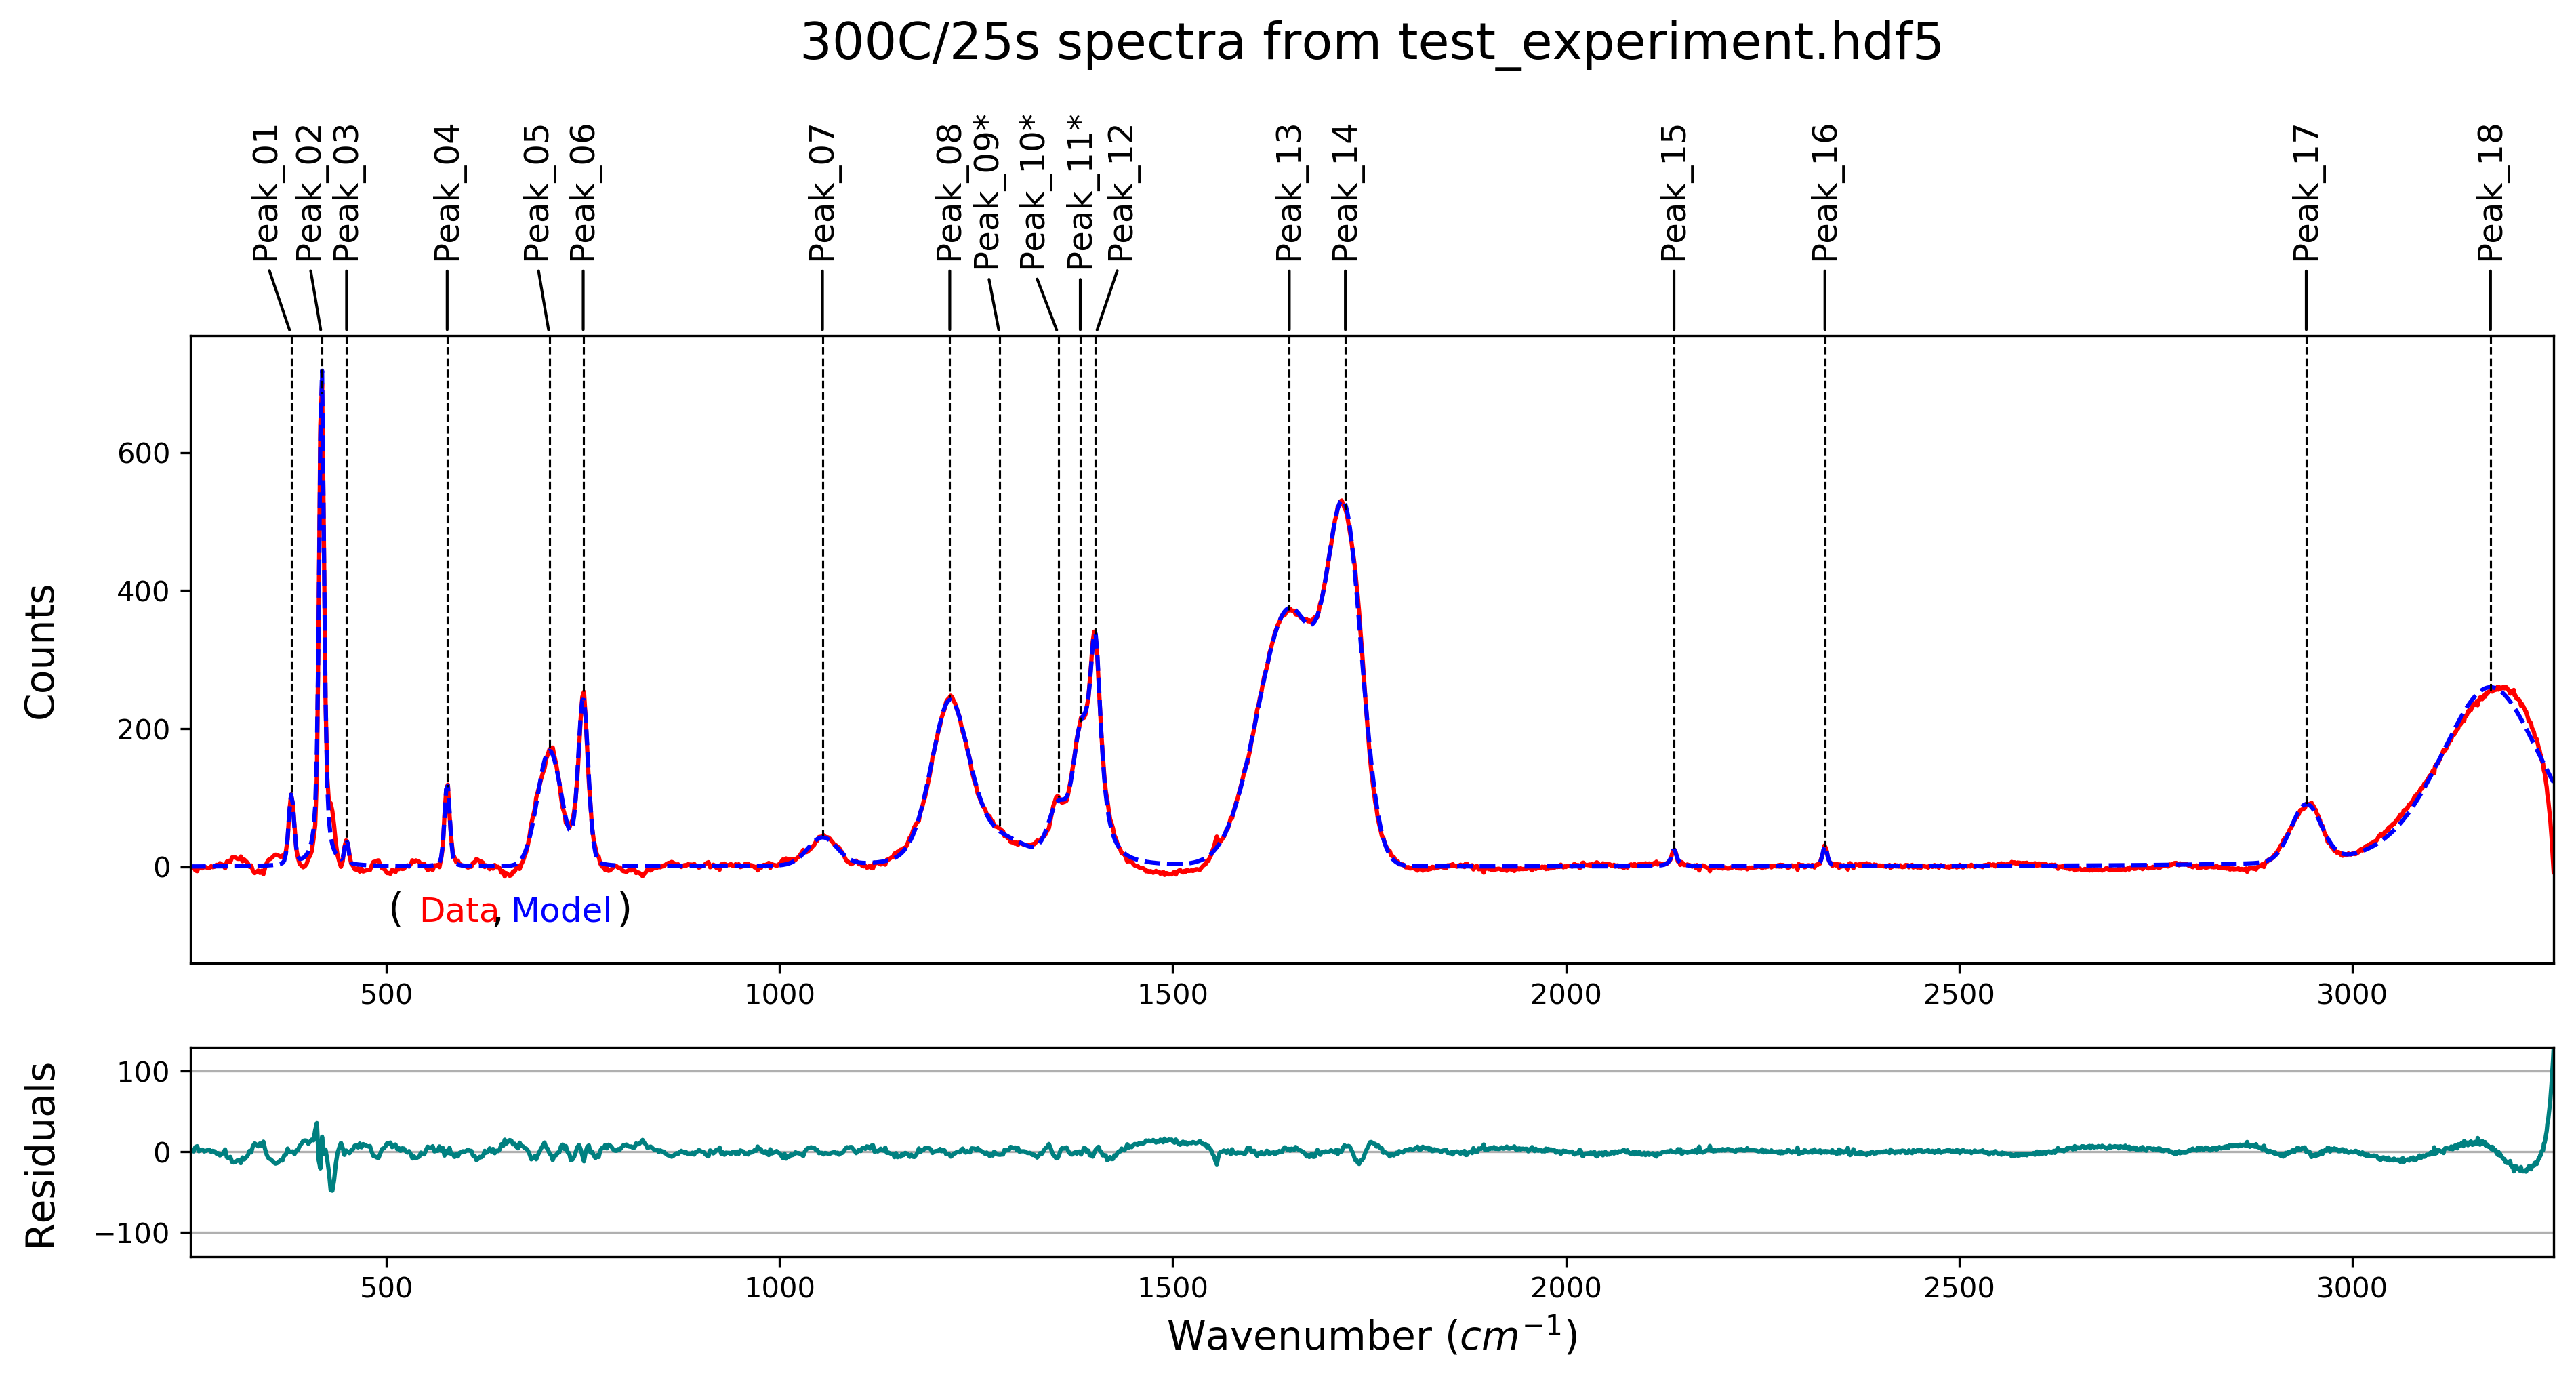 300C/25s spectra from test_experiment.hdf5
Peak_01
Peak_02
Peak_03
Peak_04
Peak_05
Peak_06
Peak_07
Peak_08
Peak_09*
Peak_10*
Peak_11*
Peak_12
Peak_13
Peak_14
Peak_15
Peak_16
Peak_17
Peak_18
Counts
600
400
200
0
( Data, Model )
500 1000 1500 2000 2500 3000
Residuals
100
0
−100
500 1000 1500 2000 2500 3000
Wavenumber (cm⁻¹)